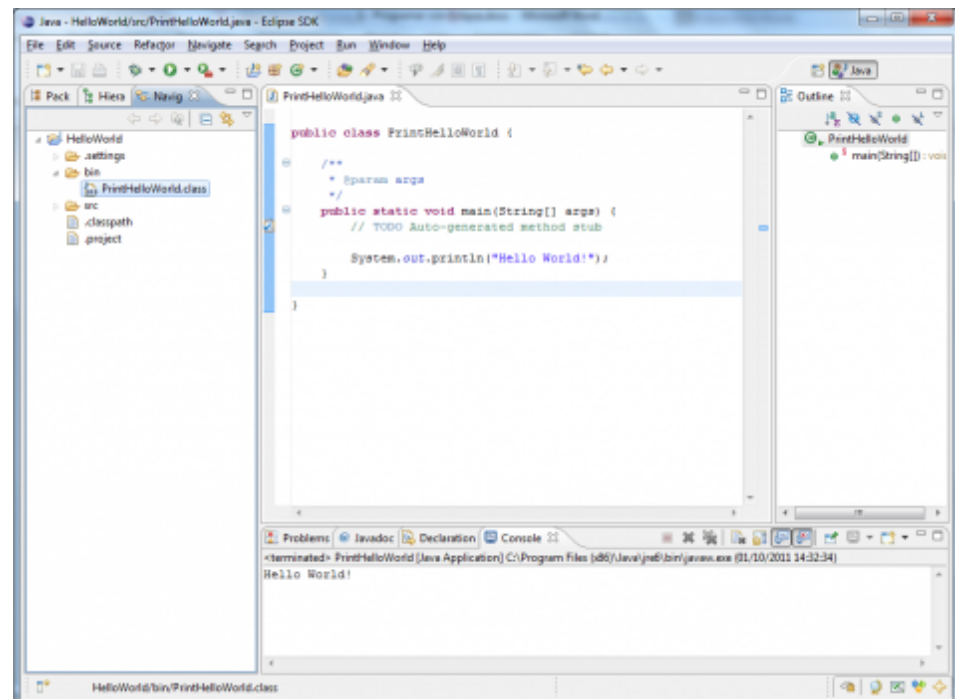 Java - HelloWorld/src/PrintHelloWorld.java - Eclipse SDK
File Edit Source Refactor Navigate Search Project Run Window Help
Java
Pack Hiera Navig
PrintHelloWorld.java
Outline
HelloWorld
.settings
bin
PrintHelloWorld.class
src
.classpath
.project
public class PrintHelloWorld {
/**
* @param args
*/
public static void main(String[] args) {
// TODO Auto-generated method stub
System.out.println("Hello World!");
}
}
PrintHelloWorld
S main(String[]) : void
Problems Javadoc Declaration Console
<terminated> PrintHelloWorld [Java Application] C:\Program Files (x86)\Java\jre6\bin\javaw.exe (01/10/2011 14:32:34)
Hello World!
HelloWorld/bin/PrintHelloWorld.class